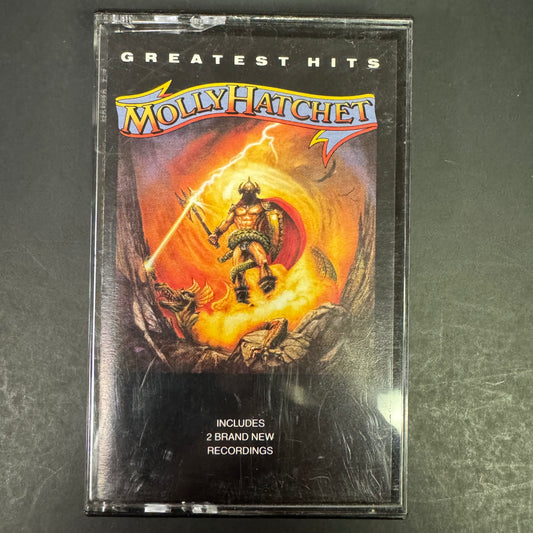 GREATEST HITS
MOLLY HATCHET
INCLUDES
2 BRAND NEW
RECORDINGS